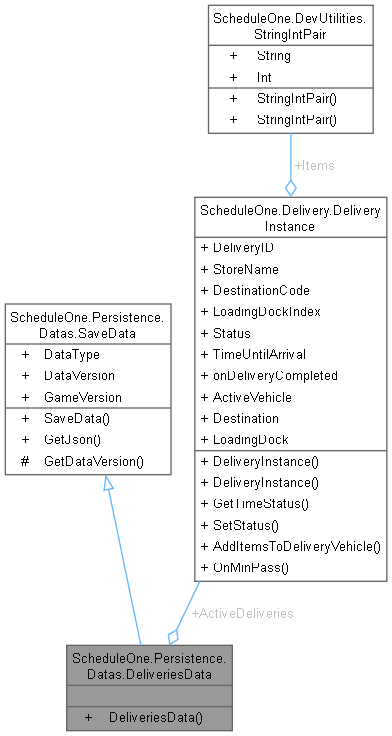 ScheduleOne.DevUtilities.
StringIntPair
+ String
+ Int
+ StringIntPair()
+ StringIntPair()
+Items
ScheduleOne.Delivery.Delivery
Instance
+ DeliveryID
+ StoreName
+ DestinationCode
+ LoadingDockIndex
+ Status
+ TimeUntilArrival
+ onDeliveryCompleted
+ ActiveVehicle
+ Destination
+ LoadingDock
+ DeliveryInstance()
+ DeliveryInstance()
+ GetTimeStatus()
+ SetStatus()
+ AddItemsToDeliveryVehicle()
+ OnMinPass()
ScheduleOne.Persistence.
Datas.SaveData
+ DataType
+ DataVersion
+ GameVersion
+ SaveData()
+ GetJson()
# GetDataVersion()
+ActiveDeliveries
ScheduleOne.Persistence.
Datas.DeliveriesData
+ DeliveriesData()